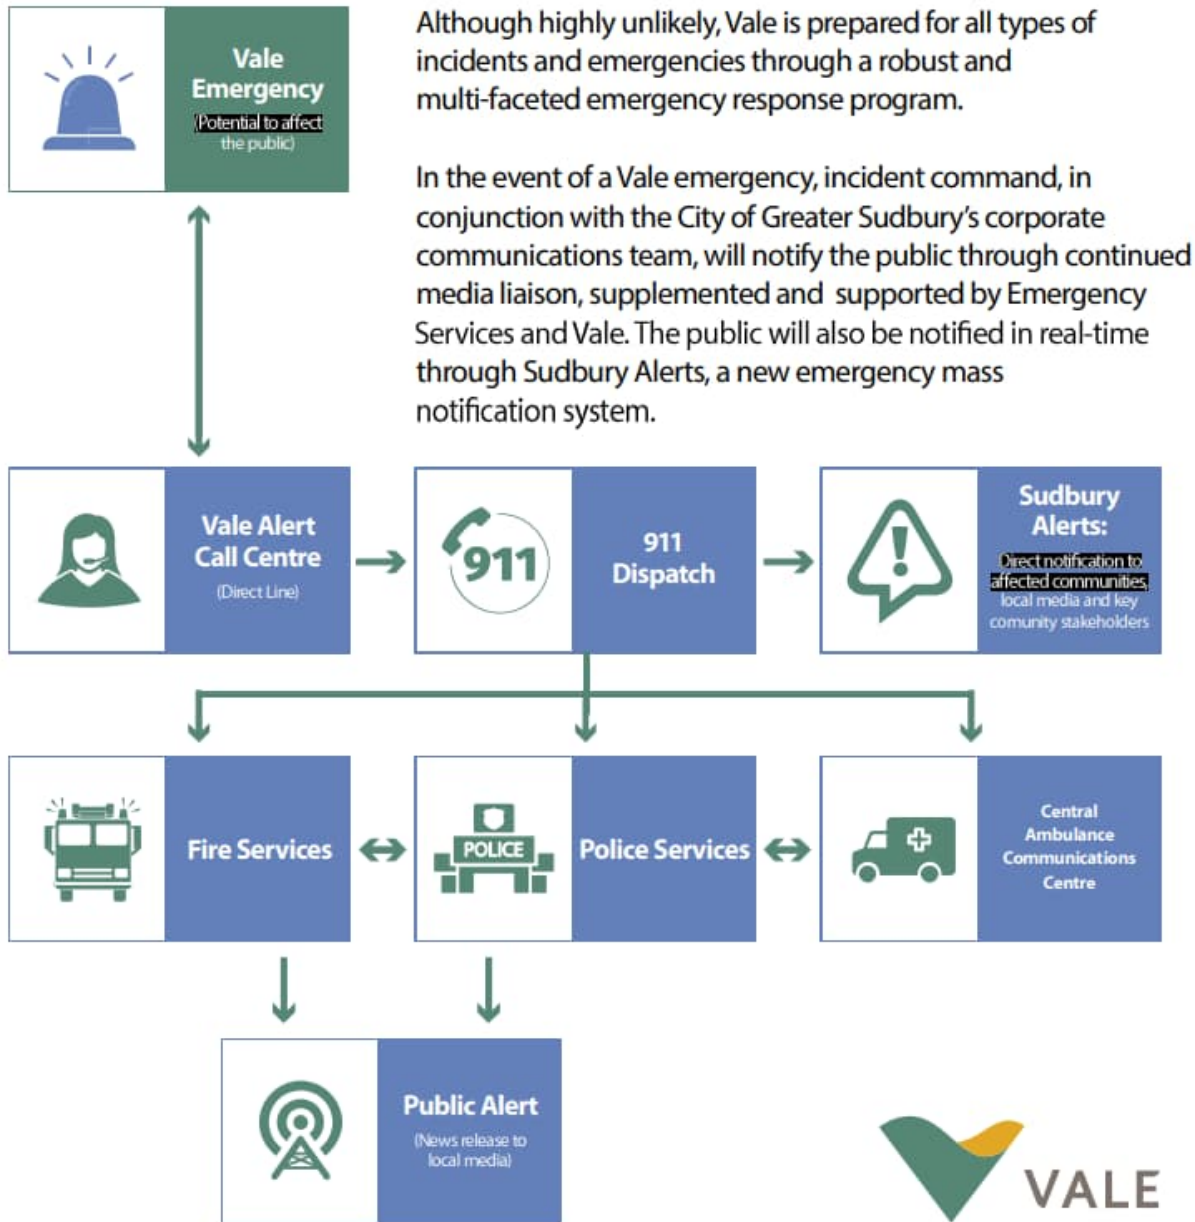 Vale
Emergency
(Potential to affect
the public)
Although highly unlikely, Vale is prepared for all types of
incidents and emergencies through a robust and
multi-faceted emergency response program.
In the event of a Vale emergency, incident command, in
conjunction with the City of Greater Sudbury's corporate
communications team, will notify the public through continued
media liaison, supplemented and supported by Emergency
Services and Vale. The public will also be notified in real-time
through Sudbury Alerts, a new emergency mass
notification system.
Vale Alert
Call Centre
(Direct Line)
911
911
Dispatch
Sudbury
Alerts:
Direct notification to
affected communities,
local media and key
comunity stakeholders
Fire Services
POLICE
Police Services
Central
Ambulance
Communications
Centre
Public Alert
(News release to
local media)
VALE